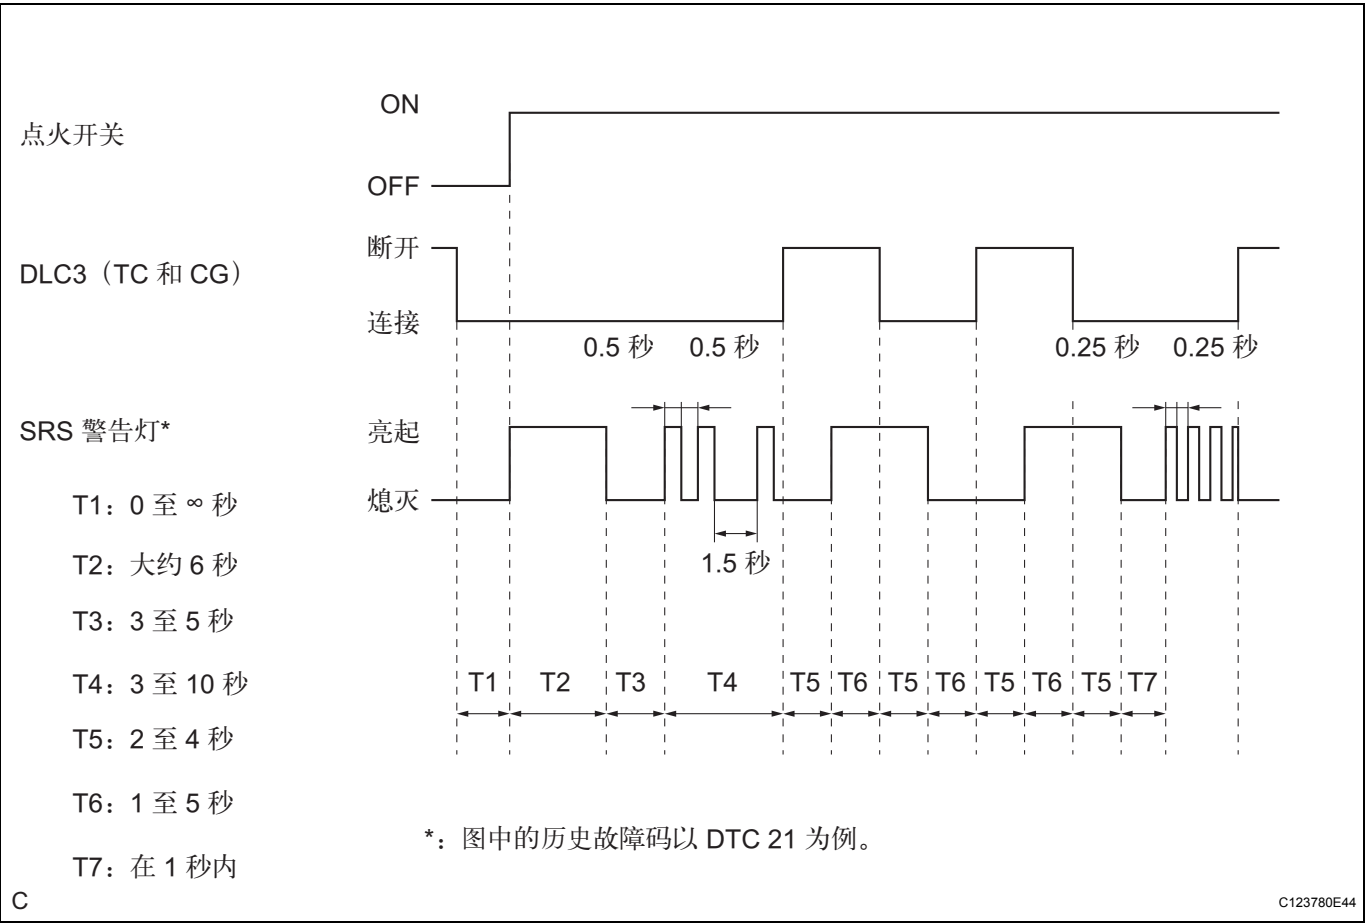 ON
点火开关
OFF
断开
DLC3（TC 和 CG）
连接
0.5 秒 0.5 秒 0.25 秒 0.25 秒
SRS 警告灯*
亮起
熄灭
1.5 秒
T1：0 至 ∞ 秒
T2：大约 6 秒
T3：3 至 5 秒
T4：3 至 10 秒
T5：2 至 4 秒
T6：1 至 5 秒
T7：在 1 秒内
T1 T2 T3 T4 T5 T6 T5 T6 T5 T6 T5 T7
*：图中的历史故障码以 DTC 21 为例。
C
C123780E44